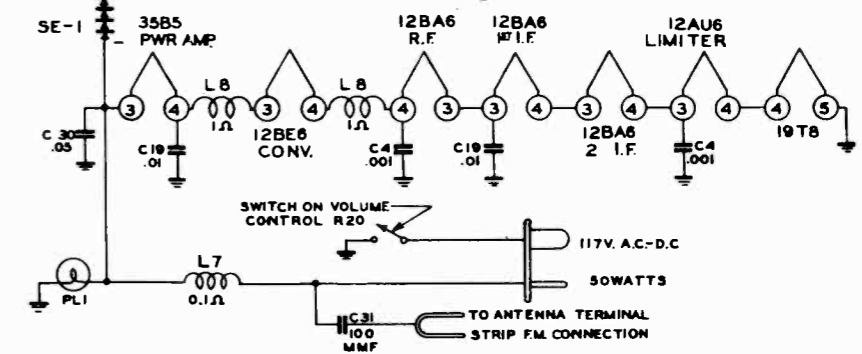 SE-1
–
35B5
PWR AMP.
12BA6
R.F.
12BA6
1ST I.F.
12AU6
LIMITER
L8
L8
3
4
3
4
4
3
3
4
3
4
3
4
4
5
1Ω
1Ω
C 30
.05
C19
.01
12BE6
CONV.
C4
.001
C19
.01
12BA6
2 I.F.
C4
.001
19T8
SWITCH ON VOLUME
CONTROL R20
117V. A.C.-D.C
50WATTS
L7
0.1Ω
PL1
C31
100
MMF
TO ANTENNA TERMINAL
STRIP F.M. CONNECTION